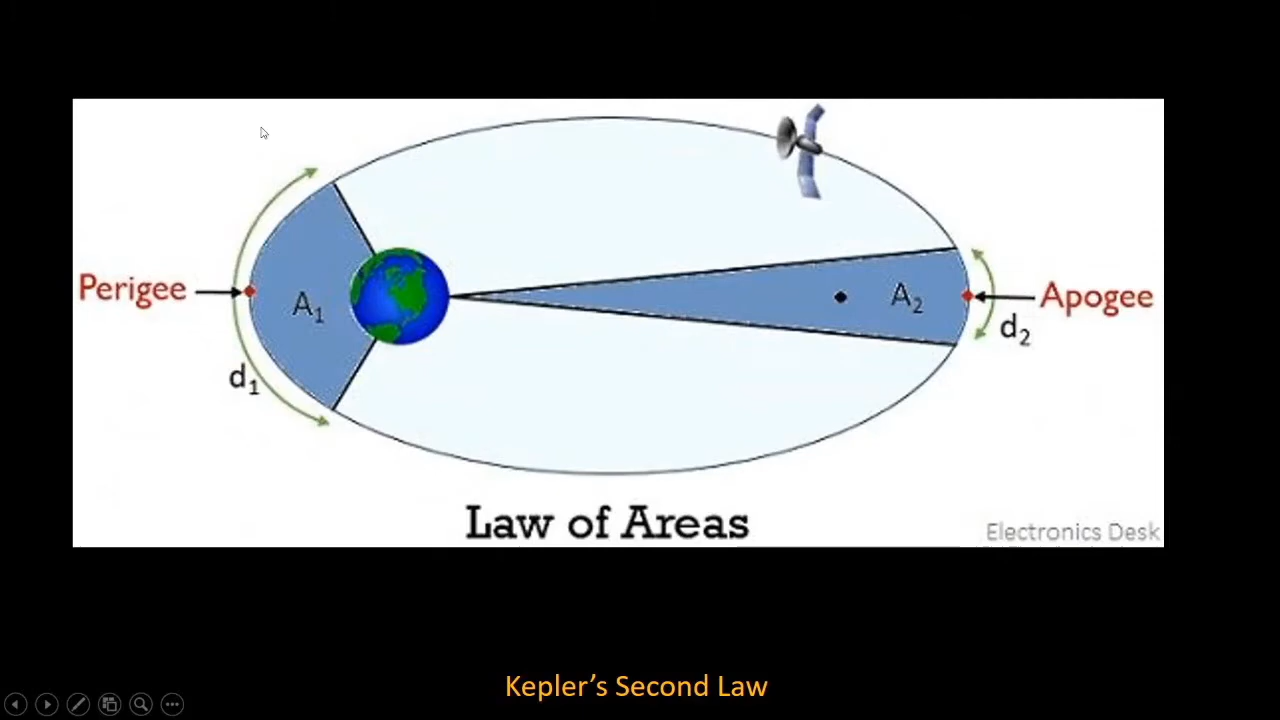 Perigee
A1
A2
Apogee
d1
d2
Law of Areas
Electronics Desk
Kepler’s Second Law